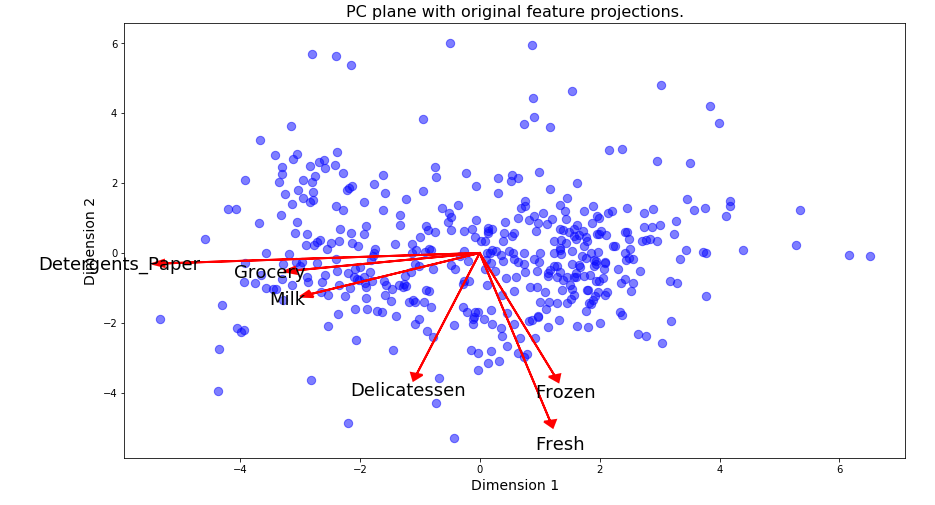 PC plane with original feature projections.
6
4
2
0
−2
−4
Dimension 2
Detergents_Paper
Grocery
Milk
Delicatessen
Frozen
Fresh
−4
−2
0
2
4
6
Dimension 1